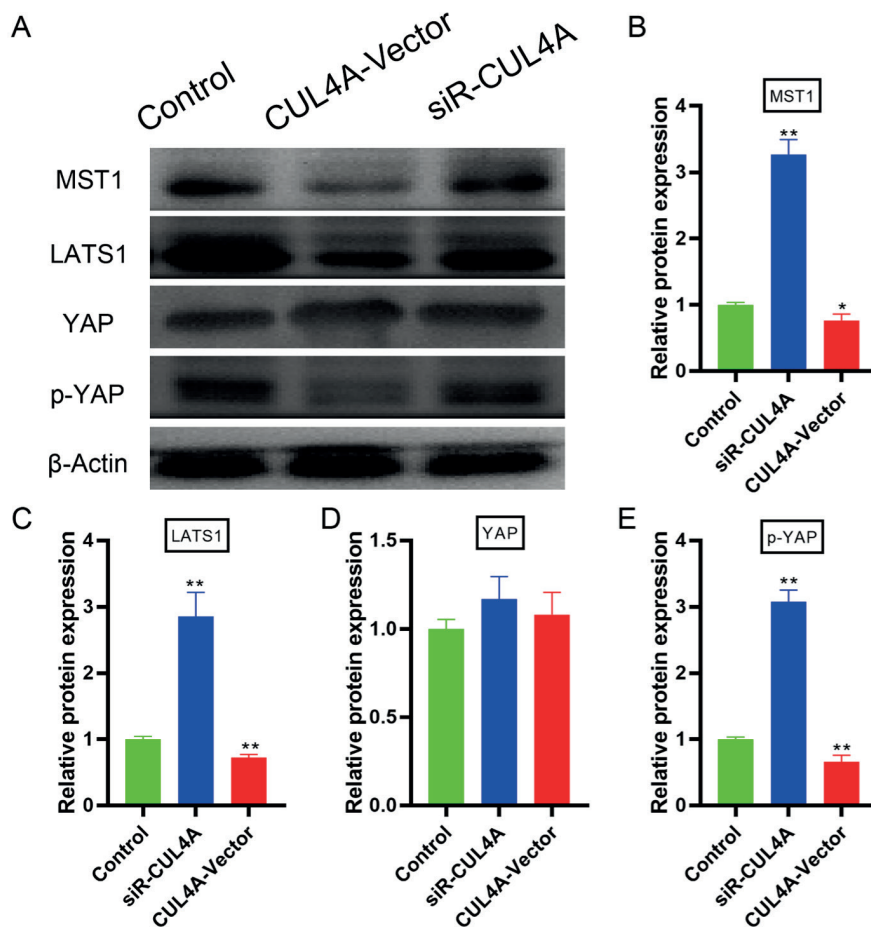 A
Control
CUL4A-Vector
siR-CUL4A
MST1
LATS1
YAP
p-YAP
β-Actin
B
MST1
Relative protein expression
4
3
2
1
0
**
*
Control
siR-CUL4A
CUL4A-Vector
C
LATS1
Relative protein expression
4
3
2
1
0
**
**
Control
siR-CUL4A
CUL4A-Vector
D
YAP
Relative protein expression
1.5
1.0
0.5
0.0
Control
siR-CUL4A
CUL4A-Vector
E
p-YAP
Relative protein expression
4
3
2
1
0
**
**
Control
siR-CUL4A
CUL4A-Vector